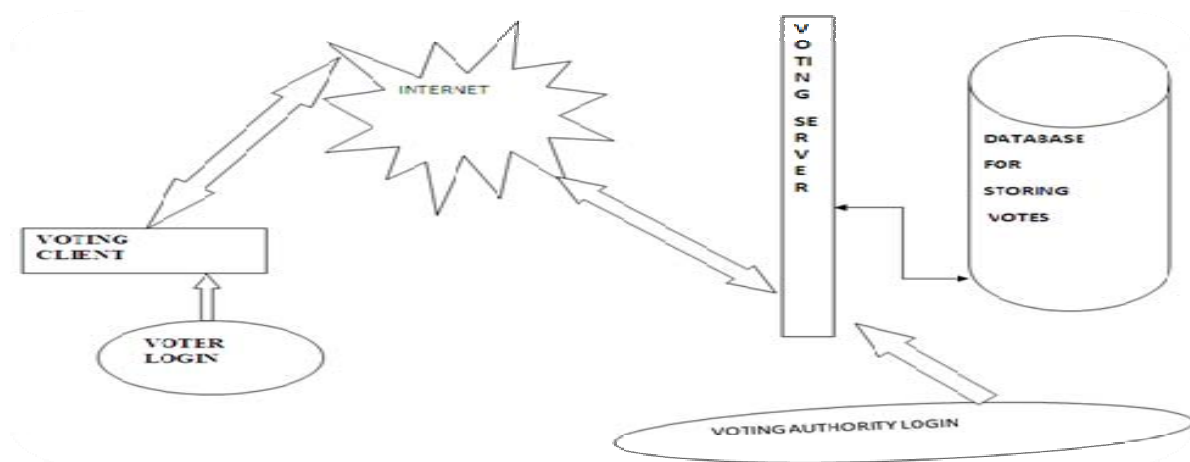 INTERNET
VOTING
CLIENT
VOTER
LOGIN
V
O
TI
N
G
SE
R
V
E
R
DATABASE
FOR
STORING
VOTES
VOTING AUTHORITY LOGIN